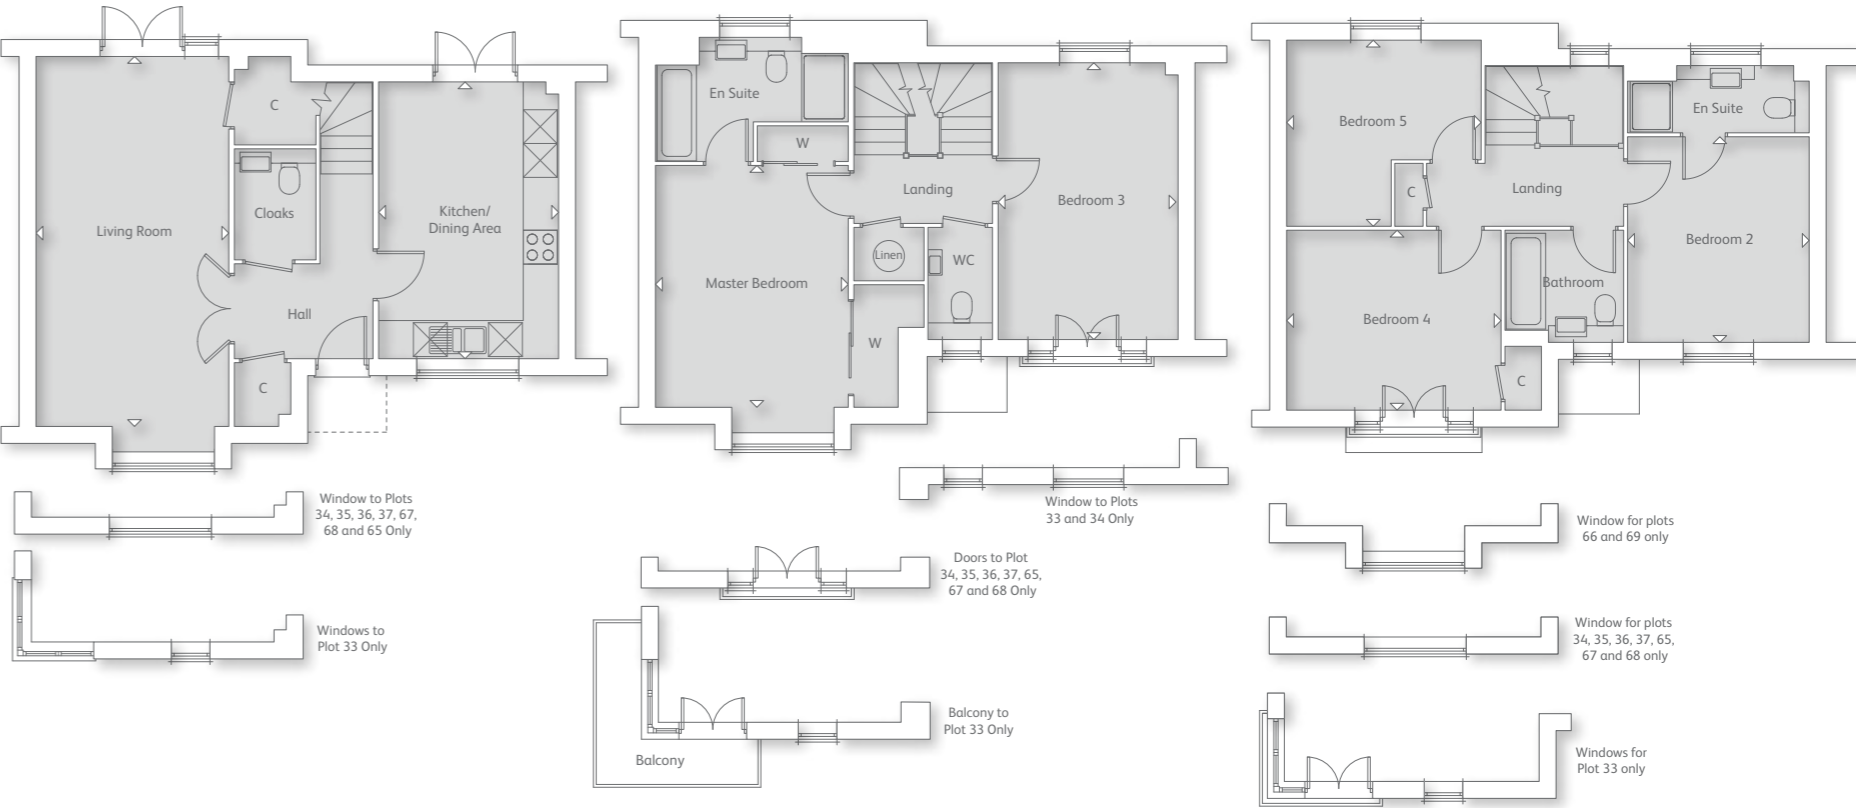 Living Room
C
Cloaks
Hall
C
Kitchen/
Dining Area
Window to Plots
34, 35, 36, 37, 67,
68 and 65 Only
Windows to
Plot 33 Only
En Suite
W
Landing
Bedroom 3
Linen
WC
Master Bedroom
W
Window to Plots
33 and 34 Only
Doors to Plot
34, 35, 36, 37, 65,
67 and 68 Only
Balcony to
Plot 33 Only
Balcony
Bedroom 5
En Suite
C
Landing
Bedroom 2
Bathroom
Bedroom 4
C
Window for plots
66 and 69 only
Window for plots
34, 35, 36, 37, 65,
67 and 68 only
Windows for
Plot 33 only